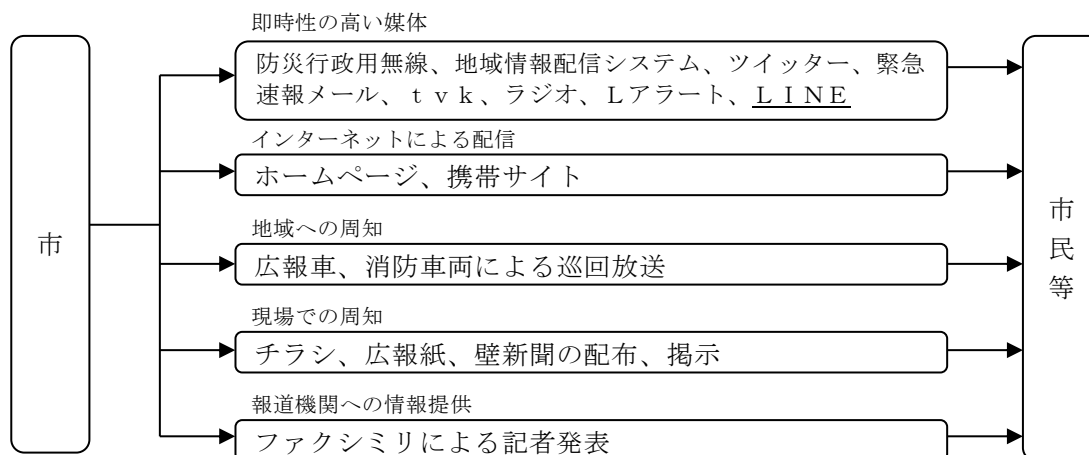 即時性の高い媒体
防災行政用無線、地域情報配信システム、ツイッター、緊急
速報メール、ｔｖｋ、ラジオ、Ｌアラート、ＬＩＮＥ
インターネットによる配信
ホームページ、携帯サイト
市
地域への周知
広報車、消防車両による巡回放送
市民等
現場での周知
チラシ、広報紙、壁新聞の配布、掲示
報道機関への情報提供
ファクシミリによる記者発表